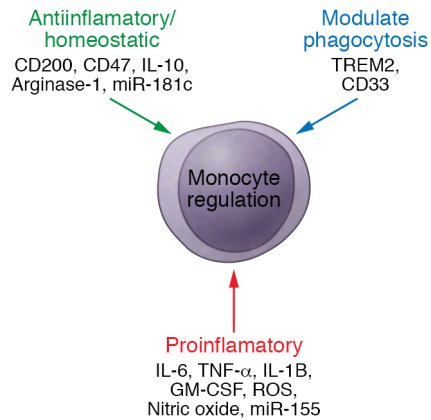 Antiinflamatory/
homeostatic
CD200, CD47, IL-10,
Arginase-1, miR-181c
Modulate
phagocytosis
TREM2,
CD33
Monocyte
regulation
Proinflamatory
IL-6, TNF-α, IL-1B,
GM-CSF, ROS,
Nitric oxide, miR-155